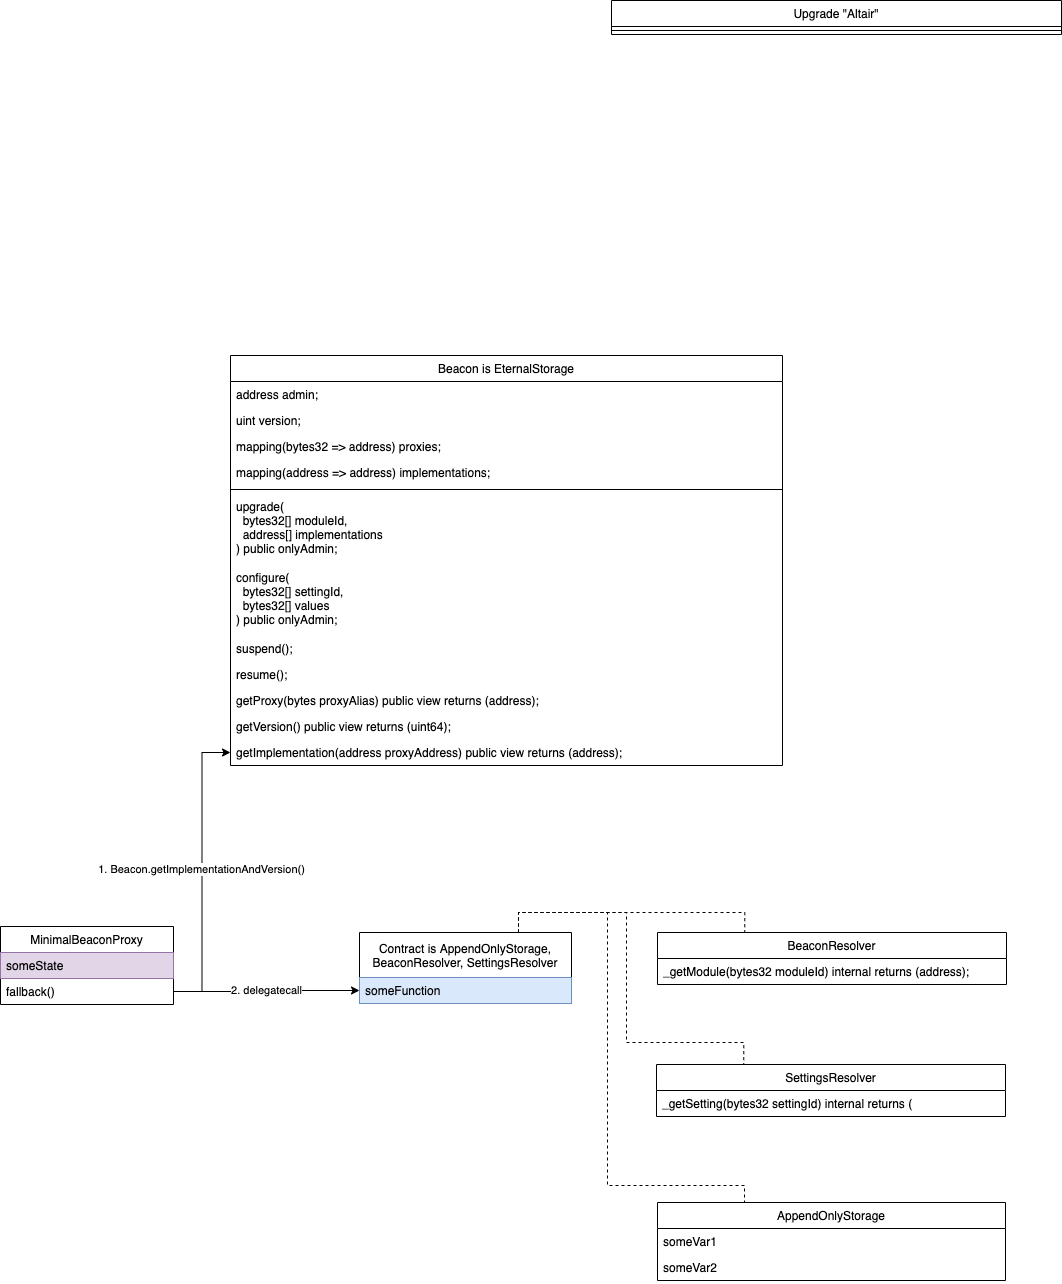 Upgrade "Altair"
Beacon is EternalStorage
address admin;
uint version;
mapping(bytes32 => address) proxies;
mapping(address => address) implementations;
upgrade(
bytes32[] moduleId,
address[] implementations
) public onlyAdmin;
configure(
bytes32[] settingId,
bytes32[] values
) public onlyAdmin;
suspend();
resume();
getProxy(bytes proxyAlias) public view returns (address);
getVersion() public view returns (uint64);
getImplementation(address proxyAddress) public view returns (address);
1. Beacon.getImplementationAndVersion()
MinimalBeaconProxy
someState
fallback()
2. delegatecall
Contract is AppendOnlyStorage,
BeaconResolver, SettingsResolver
someFunction
BeaconResolver
_getModule(bytes32 moduleId) internal returns (address);
SettingsResolver
_getSetting(bytes32 settingId) internal returns (
AppendOnlyStorage
someVar1
someVar2